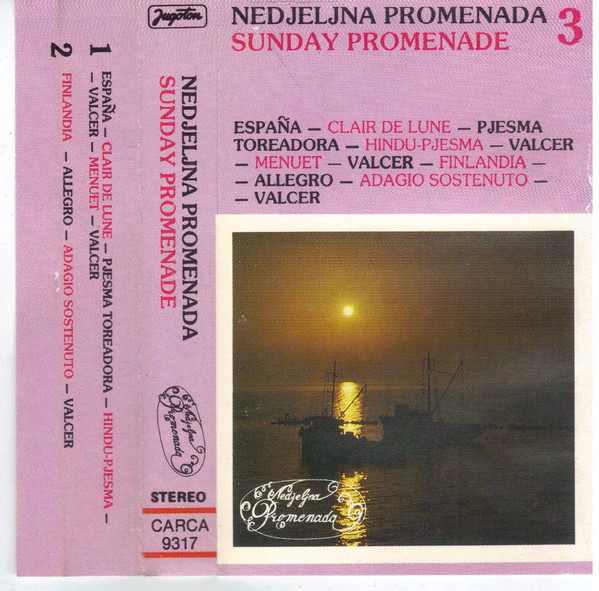 1
ESPAÑA – CLAIR DE LUNE – PJESMA TOREADORA – HINDU-PJESMA –
– VALCER – MENUET – VALCER
2
FINLANDIA – ALLEGRO – ADAGIO SOSTENUTO – VALCER
Jugoton
NEDJELJNA PROMENADA
SUNDAY PROMENADE
Nedjeljna
Promenada
STEREO
CARCA
9317
NEDJELJNA PROMENADA 3
SUNDAY PROMENADE
ESPAÑA – CLAIR DE LUNE – PJESMA
TOREADORA – HINDU-PJESMA – VALCER
– MENUET – VALCER – FINLANDIA –
– ALLEGRO – ADAGIO SOSTENUTO –
– VALCER
Nedjeljna
Promenada